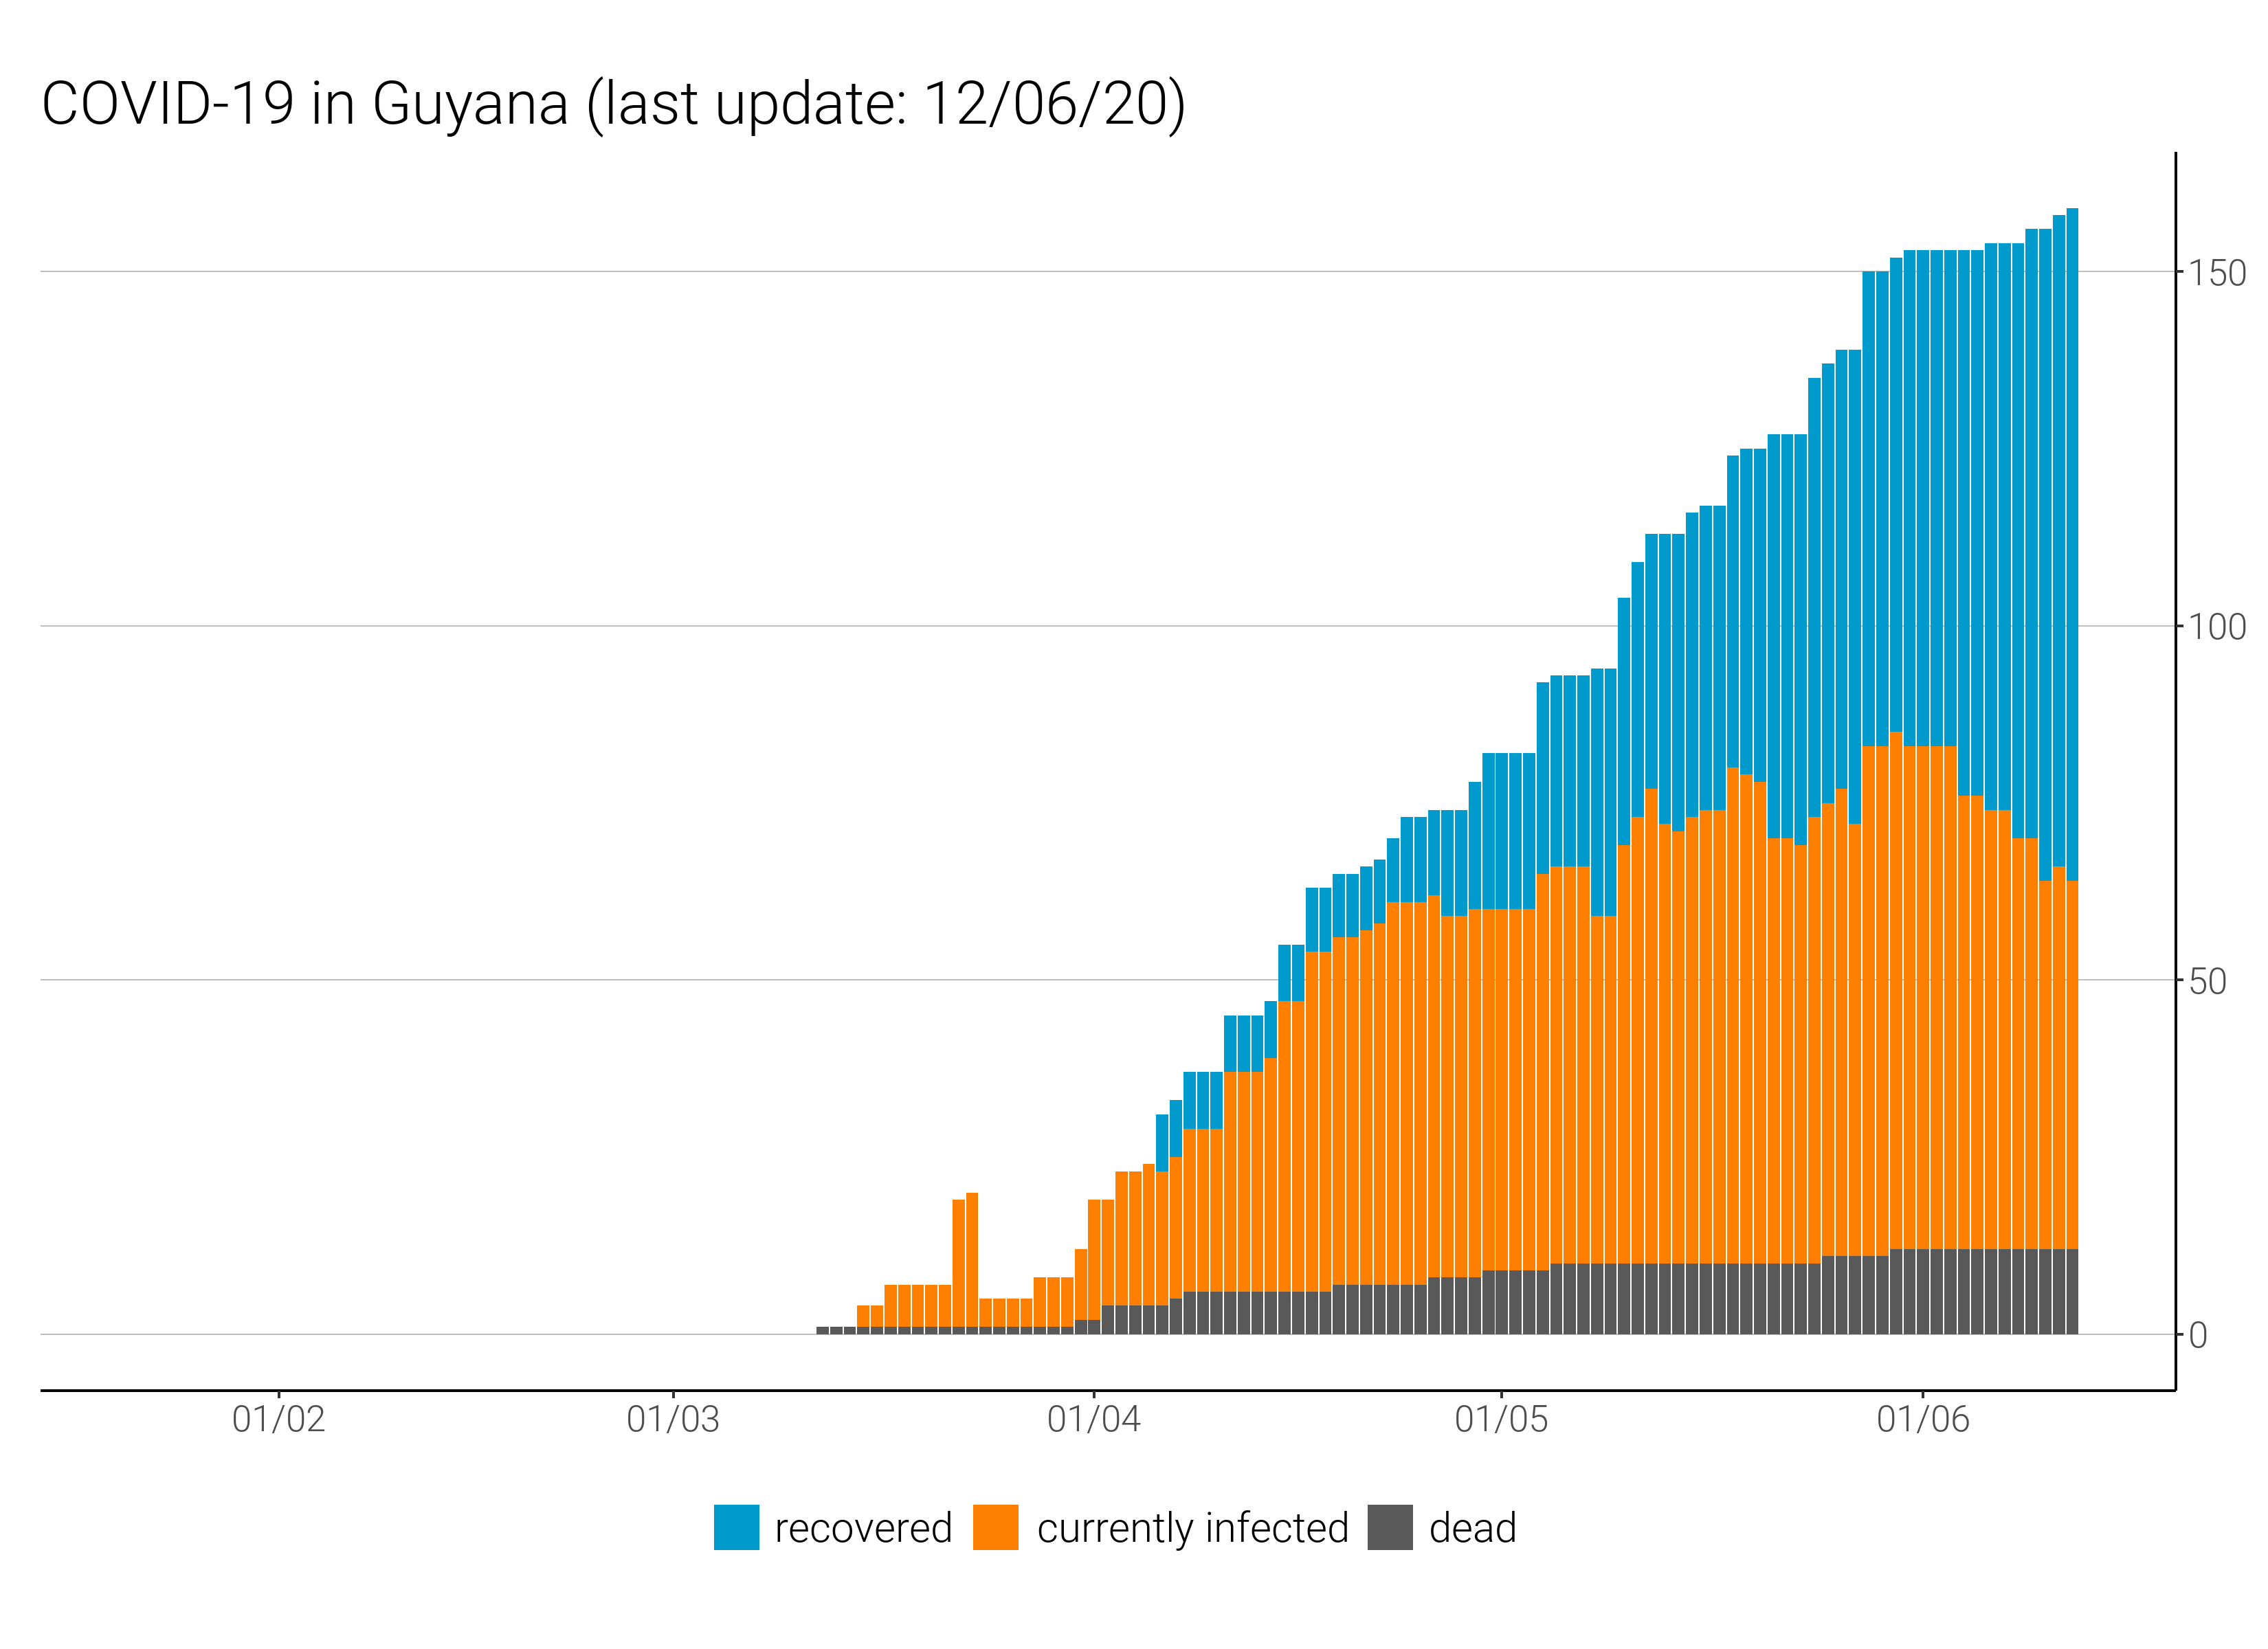 COVID-19 in Guyana (last update: 12/06/20)
150
100
50
0
01/02 01/03 01/04 01/05 01/06
recovered currently infected dead